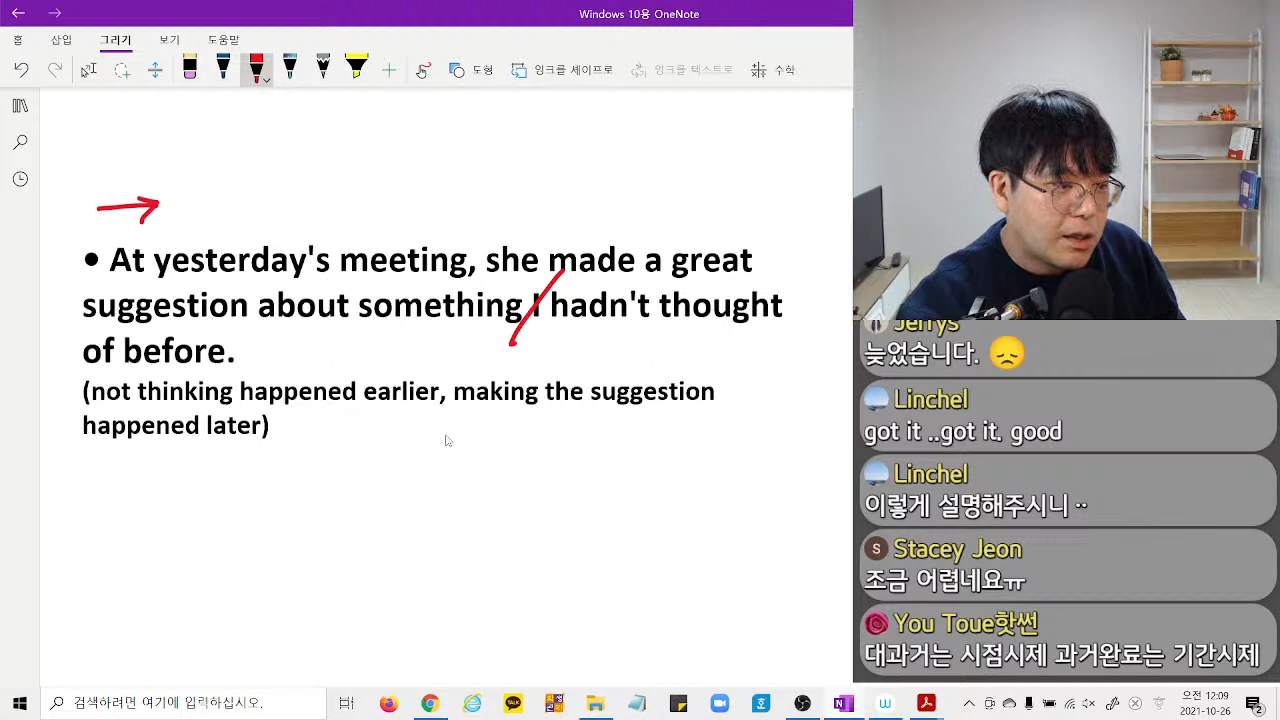 Windows 10용 OneNote
홈 삽입 그리기 보기 도움말
도형 잉크를 셰이프로 잉크를 텍스트로 수학
• At yesterday's meeting, she made a great
suggestion about something I hadn't thought
of before.
(not thinking happened earlier, making the suggestion
happened later)
Jerrys
늦었습니다. 😞
Linchel
got it ..got it. good
Linchel
이렇게 설명해주시니 ··
S Stacey Jeon
조금 어렵네요ㅠ
You Toue핫썬
대과거는 시점시제 과거완료는 기간시제
검색하려면 여기에 입력하십시오.
TALK
오전 10:09
2021-10-26
2